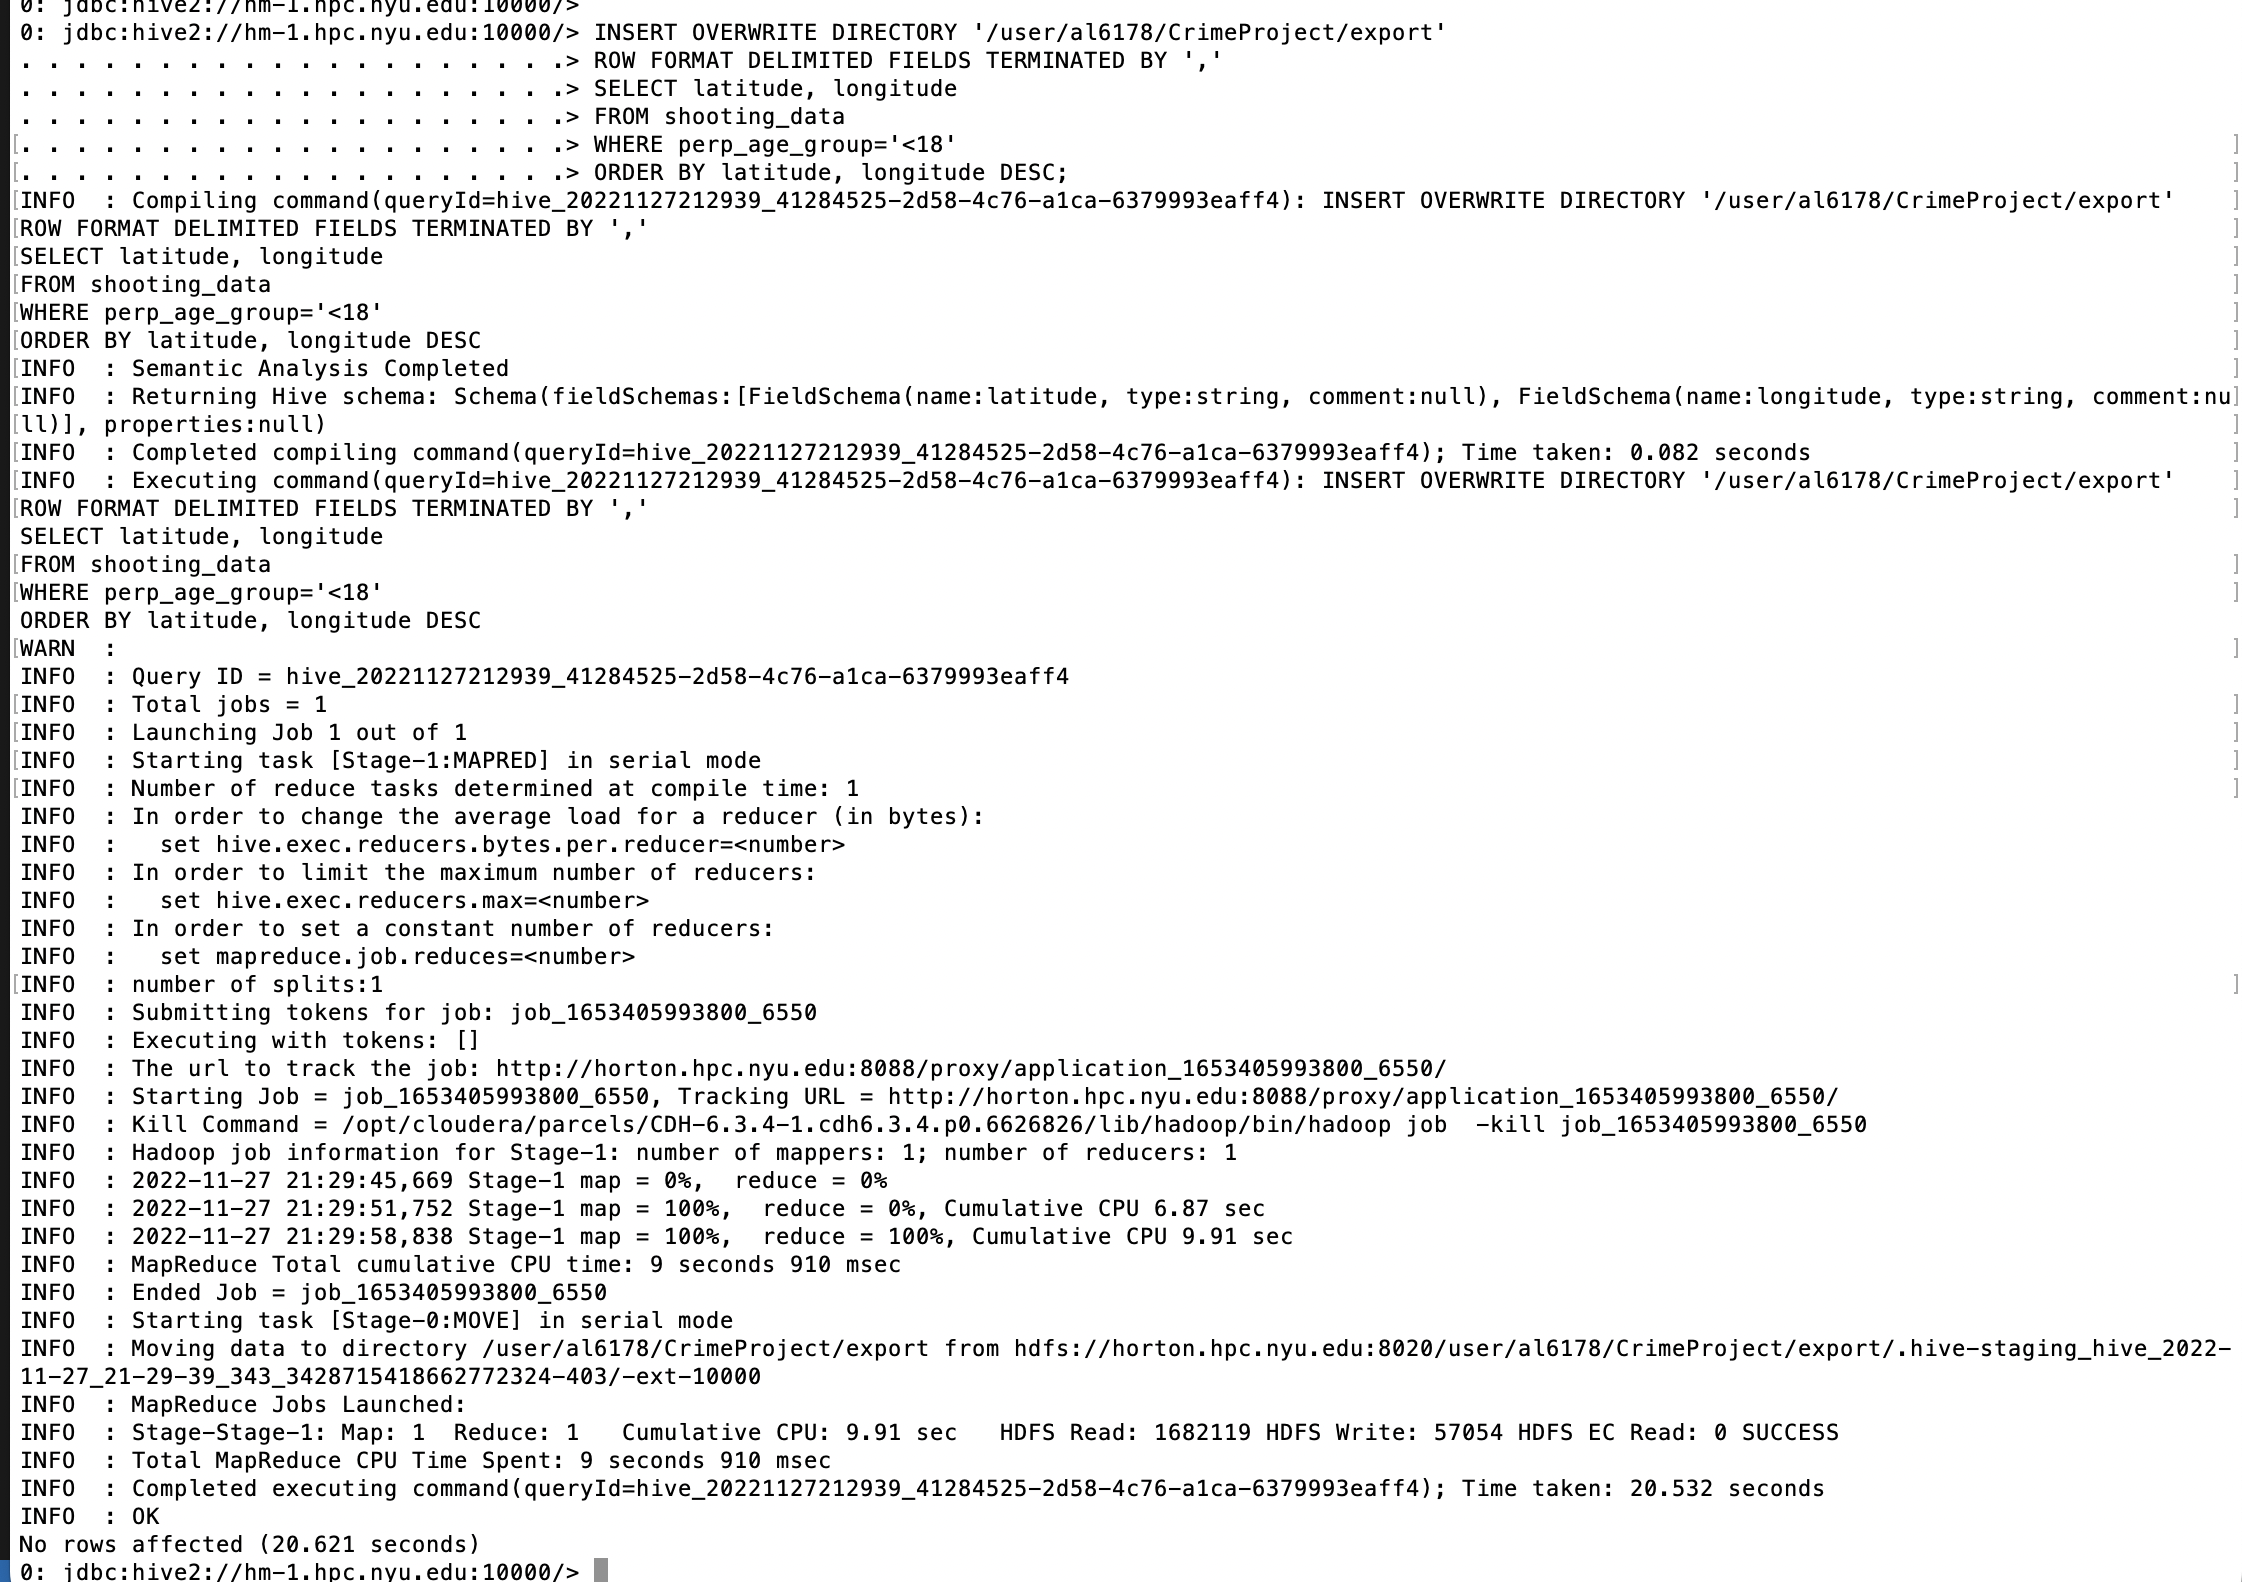 0: jdbc:hive2://hm-1.hpc.nyu.edu:10000/>
0: jdbc:hive2://hm-1.hpc.nyu.edu:10000/> INSERT OVERWRITE DIRECTORY '/user/al6178/CrimeProject/export'
. . . . . . . . . . . . . . . . . . . .> ROW FORMAT DELIMITED FIELDS TERMINATED BY ','
. . . . . . . . . . . . . . . . . . . .> SELECT latitude, longitude
. . . . . . . . . . . . . . . . . . . .> FROM shooting_data
[. . . . . . . . . . . . . . . . . . . .> WHERE perp_age_group='<18' ]
[. . . . . . . . . . . . . . . . . . . .> ORDER BY latitude, longitude DESC; ]
[INFO  : Compiling command(queryId=hive_20221127212939_41284525-2d58-4c76-a1ca-6379993eaff4): INSERT OVERWRITE DIRECTORY '/user/al6178/CrimeProject/export' ]
[ROW FORMAT DELIMITED FIELDS TERMINATED BY ',' ]
[SELECT latitude, longitude ]
[FROM shooting_data ]
[WHERE perp_age_group='<18' ]
[ORDER BY latitude, longitude DESC ]
[INFO  : Semantic Analysis Completed ]
[INFO  : Returning Hive schema: Schema(fieldSchemas:[FieldSchema(name:latitude, type:string, comment:null), FieldSchema(name:longitude, type:string, comment:nu]
[ll)], properties:null) ]
[INFO  : Completed compiling command(queryId=hive_20221127212939_41284525-2d58-4c76-a1ca-6379993eaff4); Time taken: 0.082 seconds ]
[INFO  : Executing command(queryId=hive_20221127212939_41284525-2d58-4c76-a1ca-6379993eaff4): INSERT OVERWRITE DIRECTORY '/user/al6178/CrimeProject/export' ]
[ROW FORMAT DELIMITED FIELDS TERMINATED BY ',' ]
SELECT latitude, longitude
[FROM shooting_data ]
[WHERE perp_age_group='<18' ]
ORDER BY latitude, longitude DESC
[WARN  : ]
INFO  : Query ID = hive_20221127212939_41284525-2d58-4c76-a1ca-6379993eaff4
[INFO  : Total jobs = 1 ]
[INFO  : Launching Job 1 out of 1 ]
[INFO  : Starting task [Stage-1:MAPRED] in serial mode ]
[INFO  : Number of reduce tasks determined at compile time: 1 ]
INFO  : In order to change the average load for a reducer (in bytes):
INFO  :   set hive.exec.reducers.bytes.per.reducer=<number>
INFO  : In order to limit the maximum number of reducers:
INFO  :   set hive.exec.reducers.max=<number>
INFO  : In order to set a constant number of reducers:
INFO  :   set mapreduce.job.reduces=<number>
[INFO  : number of splits:1 ]
INFO  : Submitting tokens for job: job_1653405993800_6550
INFO  : Executing with tokens: []
INFO  : The url to track the job: http://horton.hpc.nyu.edu:8088/proxy/application_1653405993800_6550/
INFO  : Starting Job = job_1653405993800_6550, Tracking URL = http://horton.hpc.nyu.edu:8088/proxy/application_1653405993800_6550/
INFO  : Kill Command = /opt/cloudera/parcels/CDH-6.3.4-1.cdh6.3.4.p0.6626826/lib/hadoop/bin/hadoop job  -kill job_1653405993800_6550
INFO  : Hadoop job information for Stage-1: number of mappers: 1; number of reducers: 1
INFO  : 2022-11-27 21:29:45,669 Stage-1 map = 0%,  reduce = 0%
INFO  : 2022-11-27 21:29:51,752 Stage-1 map = 100%,  reduce = 0%, Cumulative CPU 6.87 sec
INFO  : 2022-11-27 21:29:58,838 Stage-1 map = 100%,  reduce = 100%, Cumulative CPU 9.91 sec
INFO  : MapReduce Total cumulative CPU time: 9 seconds 910 msec
INFO  : Ended Job = job_1653405993800_6550
INFO  : Starting task [Stage-0:MOVE] in serial mode
INFO  : Moving data to directory /user/al6178/CrimeProject/export from hdfs://horton.hpc.nyu.edu:8020/user/al6178/CrimeProject/export/.hive-staging_hive_2022-
11-27_21-29-39_343_3428715418662772324-403/-ext-10000
INFO  : MapReduce Jobs Launched:
INFO  : Stage-Stage-1: Map: 1  Reduce: 1   Cumulative CPU: 9.91 sec   HDFS Read: 1682119 HDFS Write: 57054 HDFS EC Read: 0 SUCCESS
INFO  : Total MapReduce CPU Time Spent: 9 seconds 910 msec
INFO  : Completed executing command(queryId=hive_20221127212939_41284525-2d58-4c76-a1ca-6379993eaff4); Time taken: 20.532 seconds
INFO  : OK
No rows affected (20.621 seconds)
0: jdbc:hive2://hm-1.hpc.nyu.edu:10000/>